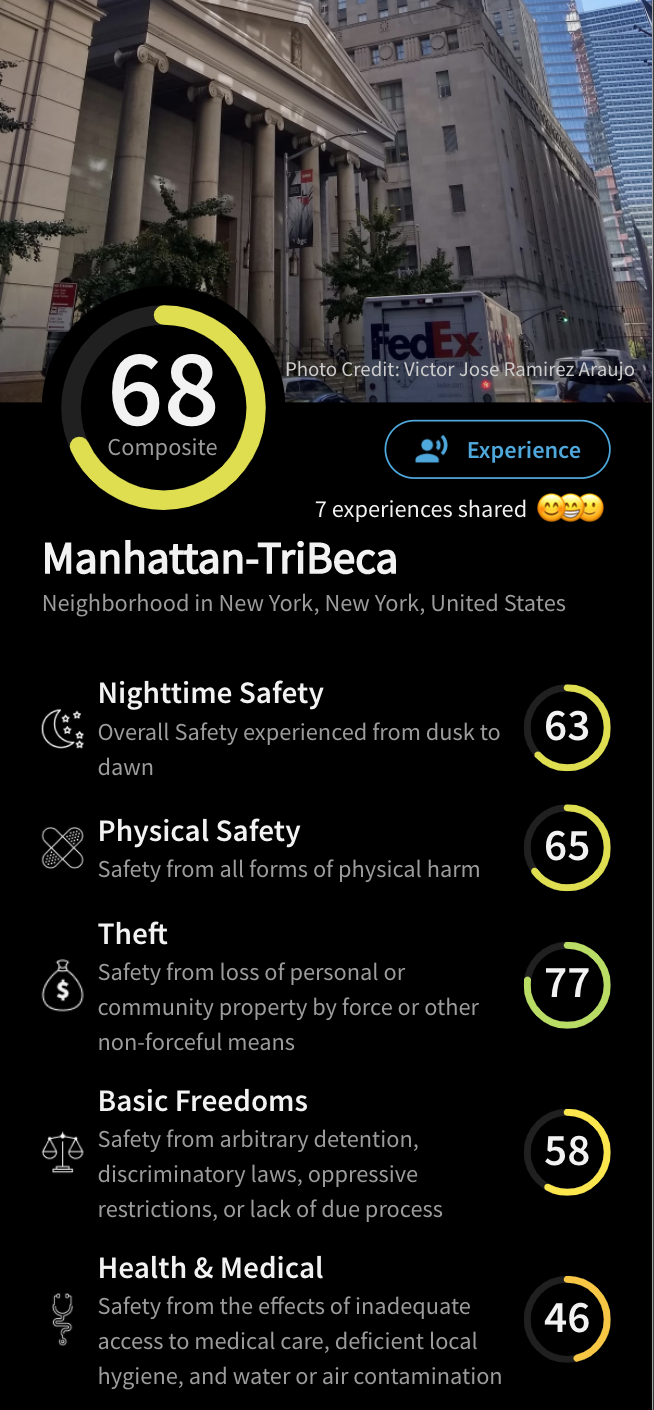 FedEx
Photo Credit: Victor Jose Ramirez Araujo
68
Composite
Experience
7 experiences shared
Manhattan-TriBeca
Neighborhood in New York, New York, United States
Nighttime Safety
Overall Safety experienced from dusk to
dawn
63
Physical Safety
Safety from all forms of physical harm
65
Theft
Safety from loss of personal or
community property by force or other
non-forceful means
77
Basic Freedoms
Safety from arbitrary detention,
discriminatory laws, oppressive
restrictions, or lack of due process
58
Health & Medical
Safety from the effects of inadequate
access to medical care, deficient local
hygiene, and water or air contamination
46